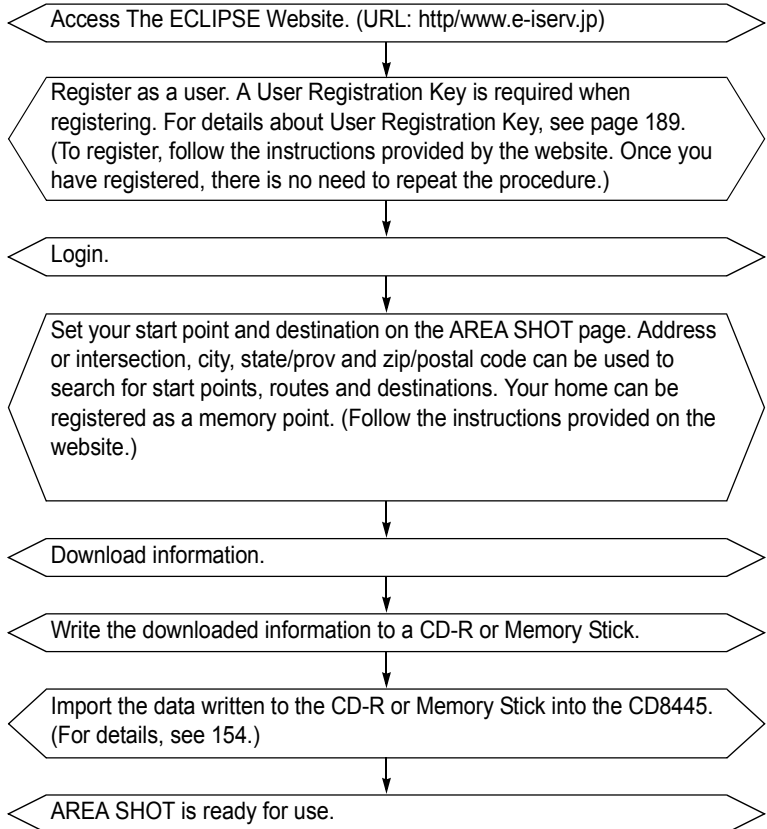 Access The ECLIPSE Website. (URL: http/www.e-iserv.jp)
Register as a user. A User Registration Key is required when
registering. For details about User Registration Key, see page 189.
(To register, follow the instructions provided by the website. Once you
have registered, there is no need to repeat the procedure.)
Login.
Set your start point and destination on the AREA SHOT page. Address
or intersection, city, state/prov and zip/postal code can be used to
search for start points, routes and destinations. Your home can be
registered as a memory point. (Follow the instructions provided on the
website.)
Download information.
Write the downloaded information to a CD-R or Memory Stick.
Import the data written to the CD-R or Memory Stick into the CD8445.
(For details, see 154.)
AREA SHOT is ready for use.